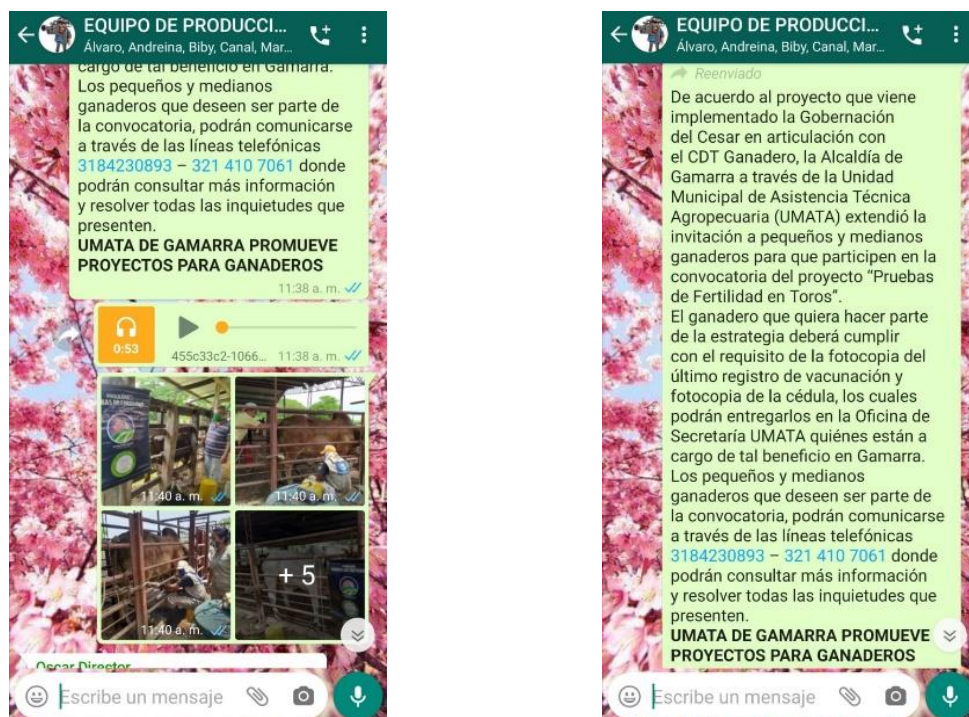 EQUIPO DE PRODUCCI...
Álvaro, Andreina, Biby, Canal, Mar...
cargo de tal beneficio en Gamarra.
Los pequeños y medianos
ganaderos que deseen ser parte de
la convocatoria, podrán comunicarse
a través de las líneas telefónicas
3184230893 – 321 410 7061 donde
podrán consultar más información
y resolver todas las inquietudes que
presenten.
UMATA DE GAMARRA PROMUEVE
PROYECTOS PARA GANADEROS
11:38 a. m.
0:53
455c33c2-1066... 11:38 a. m.
11:40 a. m.
11:40 a. m.
11:40 a. m.
+ 5
Oscar Director
Escribe un mensaje
EQUIPO DE PRODUCCI...
Álvaro, Andreina, Biby, Canal, Mar...
Reenviado
De acuerdo al proyecto que viene
implementado la Gobernación
del Cesar en articulación con
el CDT Ganadero, la Alcaldía de
Gamarra a través de la Unidad
Municipal de Asistencia Técnica
Agropecuaria (UMATA) extendió la
invitación a pequeños y medianos
ganaderos para que participen en la
convocatoria del proyecto “Pruebas
de Fertilidad en Toros”.
El ganadero que quiera hacer parte
de la estrategia deberá cumplir
con el requisito de la fotocopia del
último registro de vacunación y
fotocopia de la cédula, los cuales
podrán entregarlos en la Oficina de
Secretaría UMATA quiénes están a
cargo de tal beneficio en Gamarra.
Los pequeños y medianos
ganaderos que deseen ser parte de
la convocatoria, podrán comunicarse
a través de las líneas telefónicas
3184230893 – 321 410 7061 donde
podrán consultar más información
y resolver todas las inquietudes que
presenten.
UMATA DE GAMARRA PROMUEVE
PROYECTOS PARA GANADEROS
Escribe un mensaje